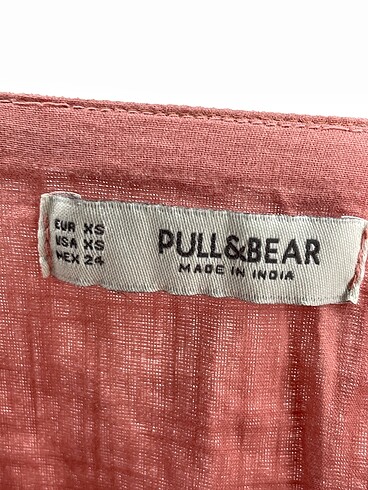 EUR XS
USA XS
MEX 24
PULL&BEAR
MADE IN INDIA